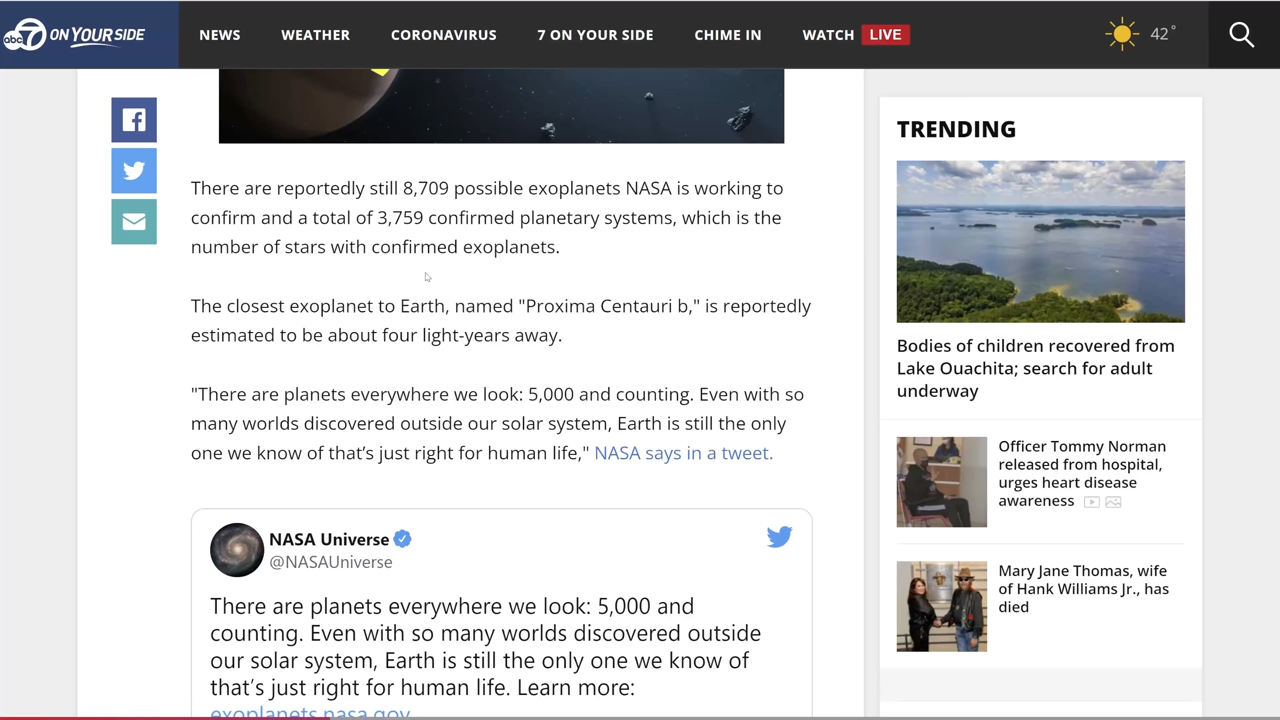 abc 7 ON YOUR SIDE
NEWS
WEATHER
CORONAVIRUS
7 ON YOUR SIDE
CHIME IN
WATCH LIVE
42°
There are reportedly still 8,709 possible exoplanets NASA is working to
confirm and a total of 3,759 confirmed planetary systems, which is the
number of stars with confirmed exoplanets.
The closest exoplanet to Earth, named "Proxima Centauri b," is reportedly
estimated to be about four light-years away.
"There are planets everywhere we look: 5,000 and counting. Even with so
many worlds discovered outside our solar system, Earth is still the only
one we know of that’s just right for human life," NASA says in a tweet.
NASA Universe
@NASAUniverse
There are planets everywhere we look: 5,000 and
counting. Even with so many worlds discovered outside
our solar system, Earth is still the only one we know of
that’s just right for human life. Learn more:
exoplanets.nasa.gov
TRENDING
Bodies of children recovered from
Lake Ouachita; search for adult
underway
Officer Tommy Norman
released from hospital,
urges heart disease
awareness
Mary Jane Thomas, wife
of Hank Williams Jr., has
died